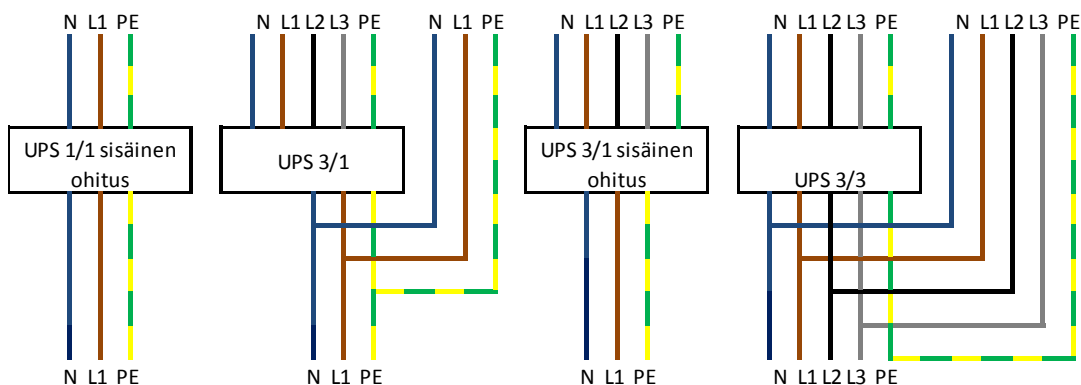 N L1 PE
N L1 L2 L3 PE
N L1 PE
N L1 L2 L3 PE
N L1 L2 L3 PE
N L1 L2 L3 PE
UPS 1/1 sisäinen
ohitus
UPS 3/1
UPS 3/1 sisäinen
ohitus
UPS 3/3
N L1 PE
N L1 PE
N L1 PE
N L1 L2 L3 PE